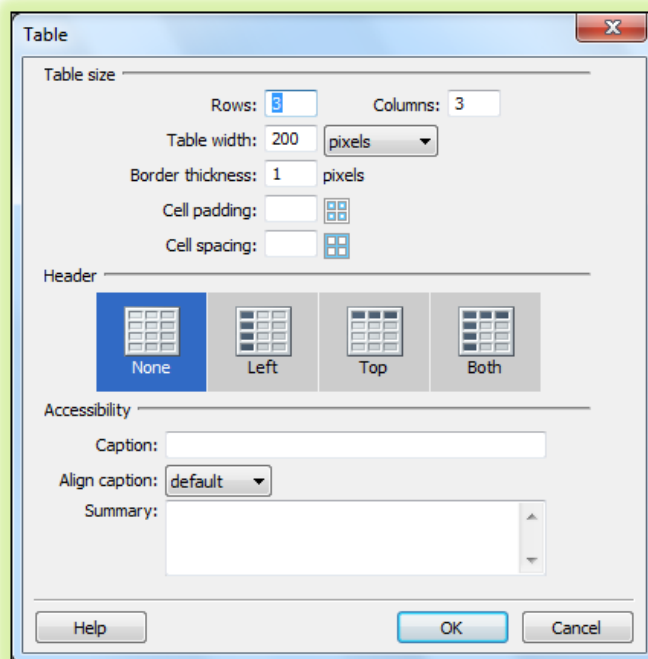 Table
Table size
Rows: 3 Columns: 3
Table width: 200 pixels
Border thickness: 1 pixels
Cell padding:
Cell spacing:
Header
None Left Top Both
Accessibility
Caption:
Align caption: default
Summary:
Help OK Cancel